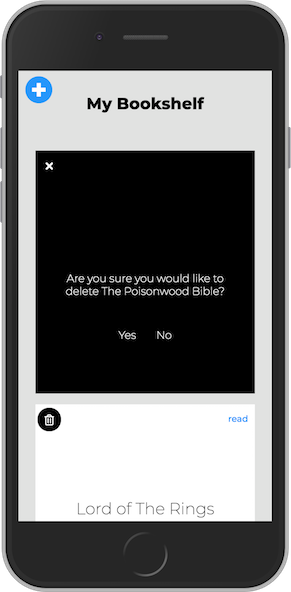 My Bookshelf
Are you sure you would like to
delete The Poisonwood Bible?
Yes No
read
Lord of The Rings